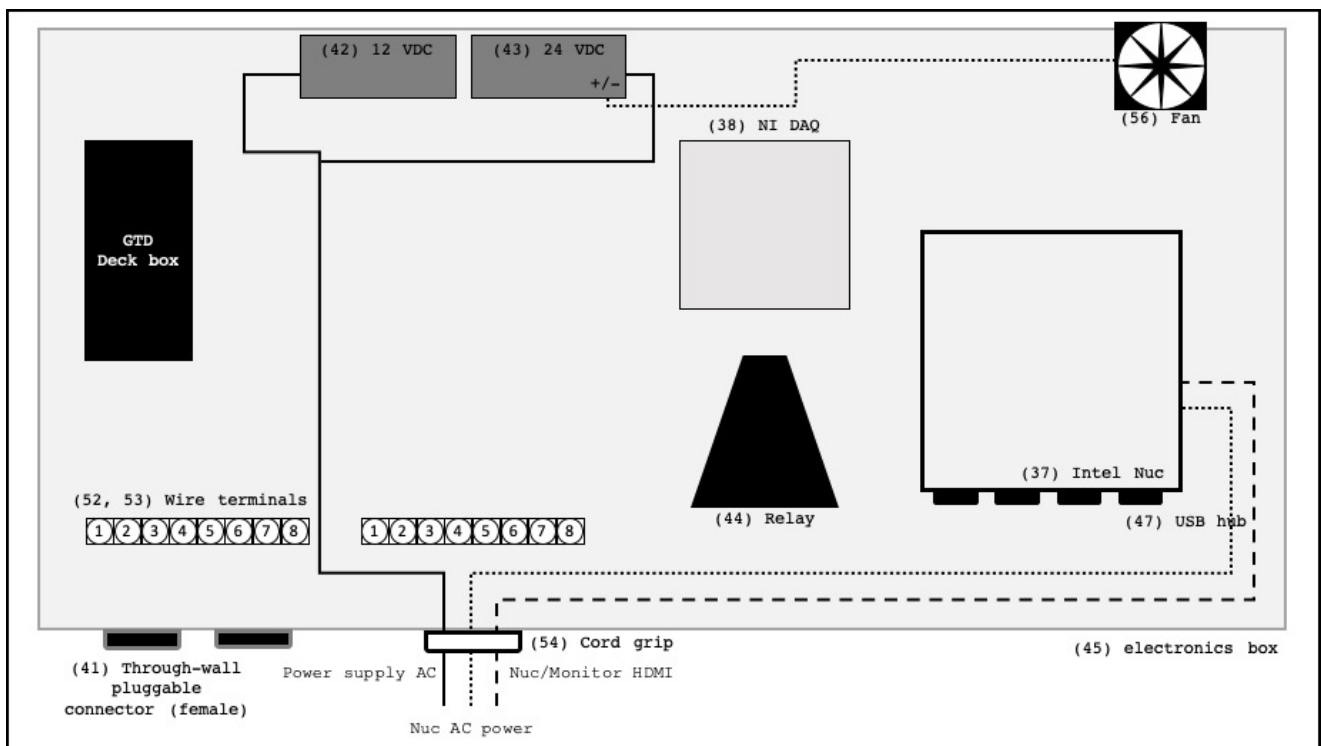 (42) 12 VDC
(43) 24 VDC
+/-
(56) Fan
(38) NI DAQ
GTD
Deck box
(37) Intel Nuc
(52, 53) Wire terminals
1 2 3 4 5 6 7 8
1 2 3 4 5 6 7 8
(44) Relay
(47) USB hub
(54) Cord grip
(45) electronics box
(41) Through-wall
pluggable
connector (female)
Power supply AC
Nuc/Monitor HDMI
Nuc AC power